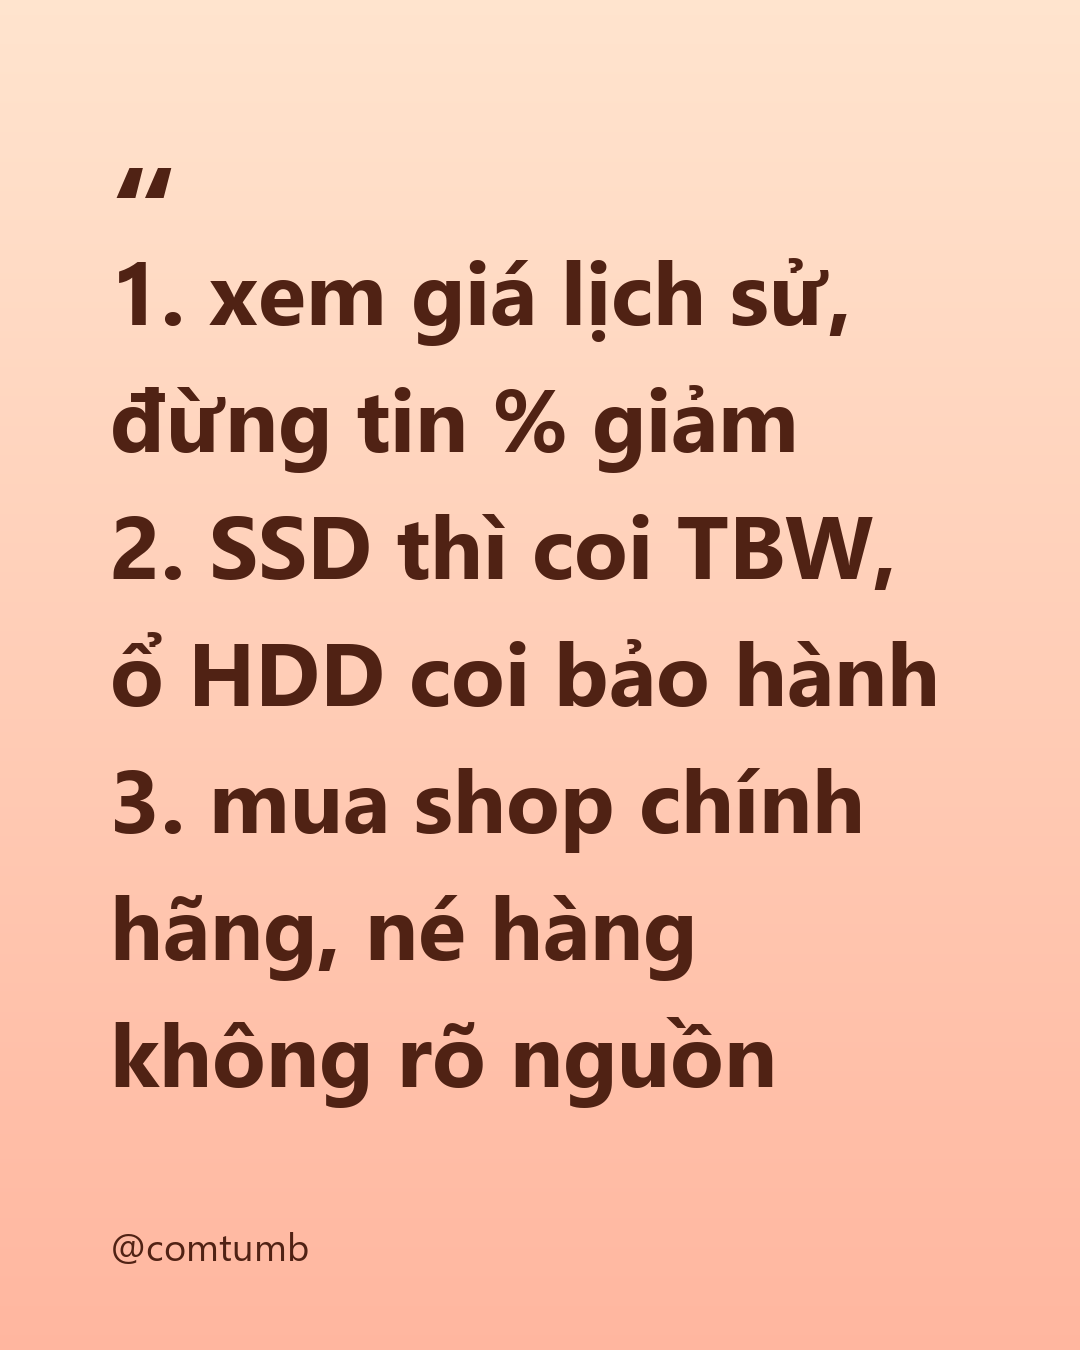 “
1. xem giá lịch sử,
đừng tin % giảm
2. SSD thì coi TBW,
ổ HDD coi bảo hành
3. mua shop chính
hãng, né hàng
không rõ nguồn
@comtumb